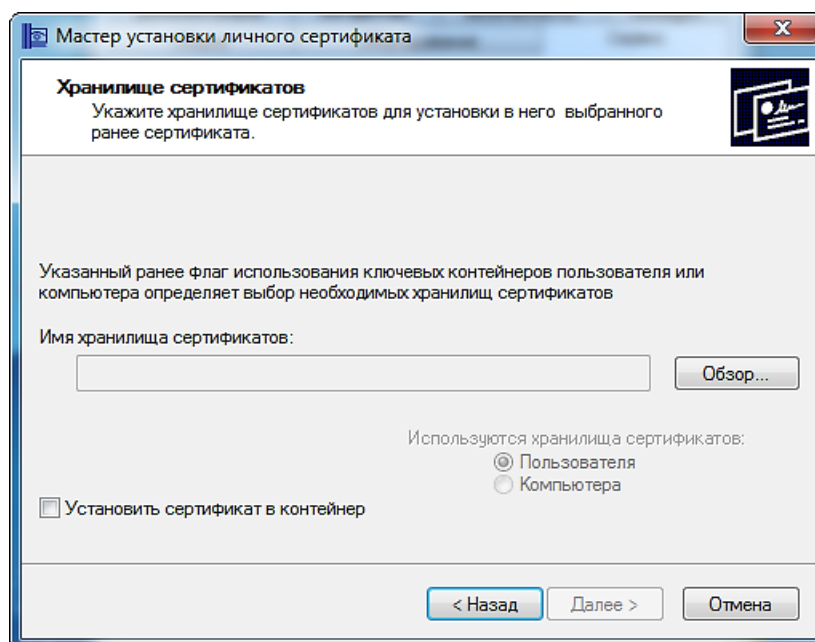 Мастер установки личного сертификата
Хранилище сертификатов
Укажите хранилище сертификатов для установки в него выбранного
ранее сертификата.
Указанный ранее флаг использования ключевых контейнеров пользователя или
компьютера определяет выбор необходимых хранилищ сертификатов
Имя хранилища сертификатов:
Обзор...
Используются хранилища сертификатов:
Пользователя
Компьютера
Установить сертификат в контейнер
< Назад
Далее >
Отмена